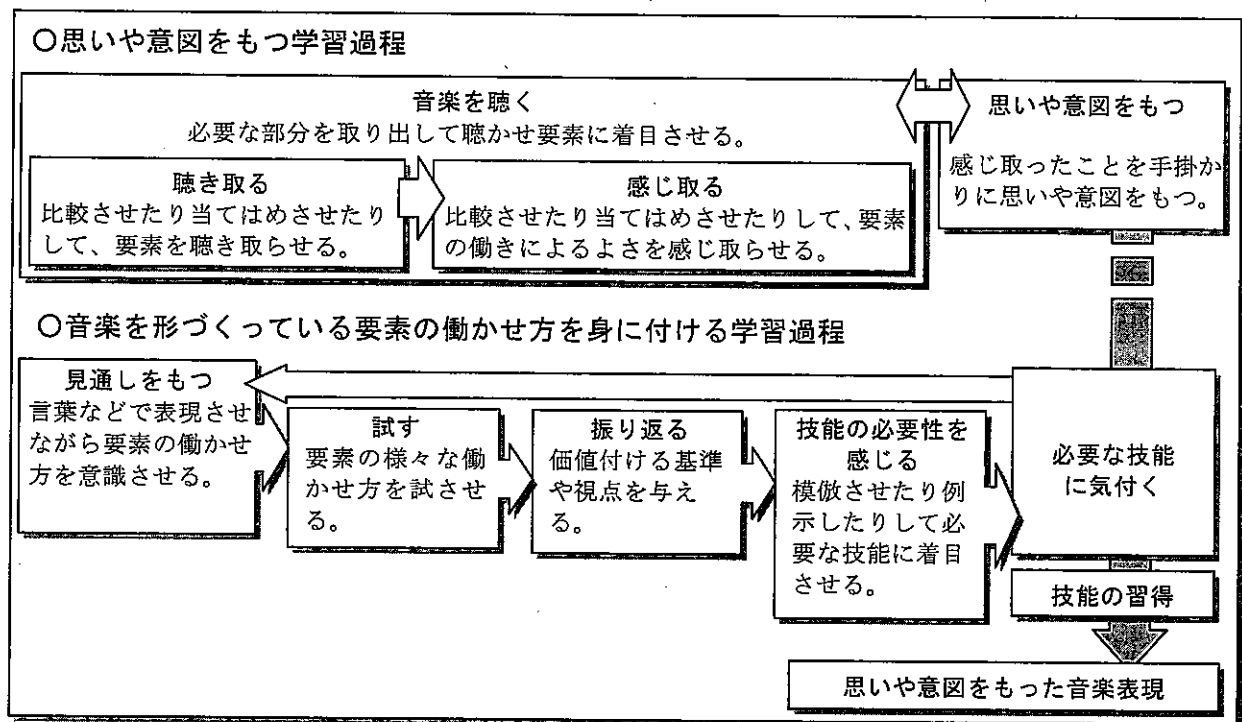 ○思いや意図をもつ学習過程
音楽を聴く
必要な部分を取り出して聴かせ要素に着目させる。
聴き取る
比較させたり当てはめさせたり
して、要素を聴き取らせる。
感じ取る
比較させたり当てはめさせたりして、要素
の働きによるよさを感じ取らせる。
思いや意図をもつ
感じ取ったことを手掛か
りに思いや意図をもつ。
○音楽を形づくっている要素の働かせ方を身に付ける学習過程
見通しをもつ
言葉などで表現させ
ながら要素の働かせ
方を意識させる。
試す
要素の様々な働
かせ方を試させ
る。
振り返る
価値付ける基準
や視点を与え
る。
技能の必要性を
感じる
模倣させたり例
示したりして必
要な技能に着目
させる。
必要な技能
に気付く
技能の習得
思いや意図をもった音楽表現